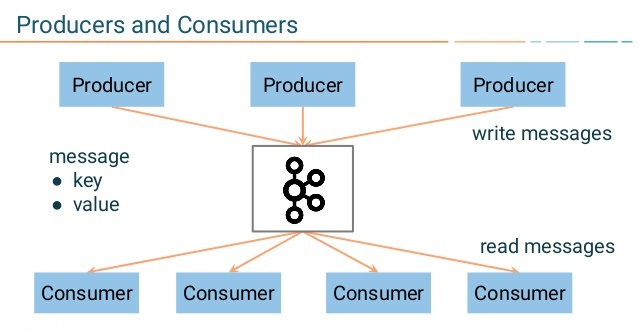 Producers and Consumers
Producer
Producer
Producer
write messages
message
● key
● value
read messages
Consumer
Consumer
Consumer
Consumer